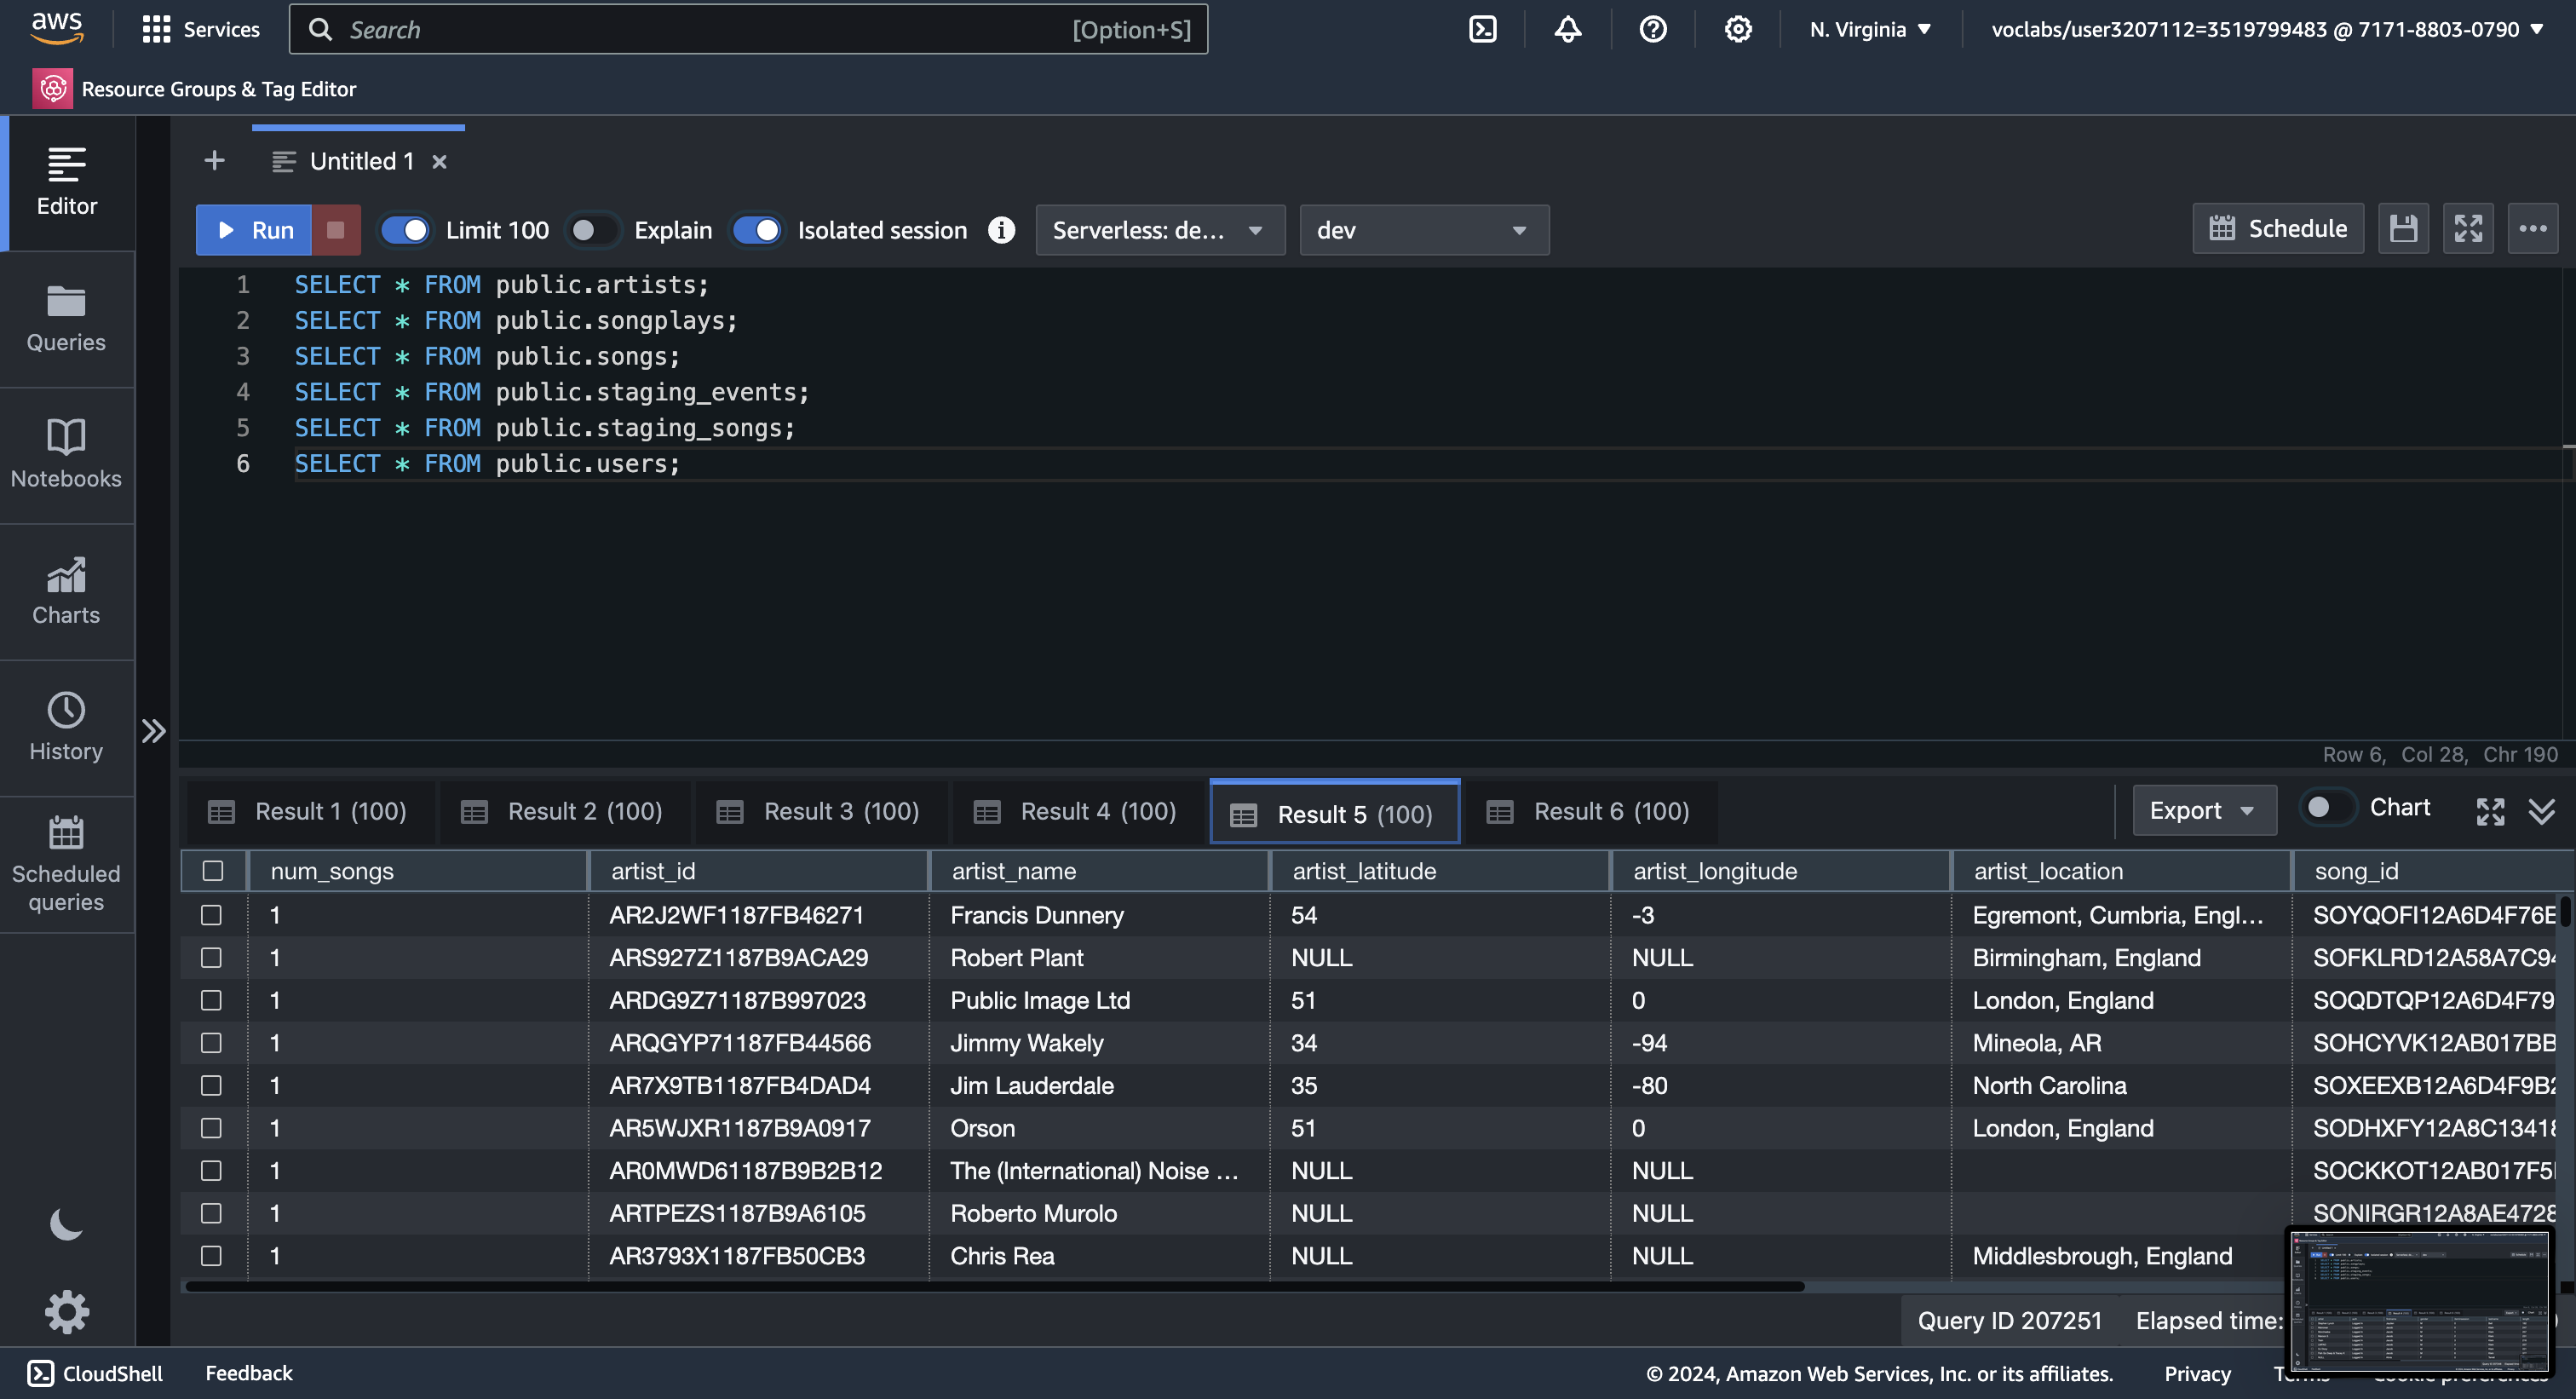 aws Services Search [Option+S] N. Virginia voclabs/user3207112=3519799483 @ 7171-8803-0790
Resource Groups & Tag Editor
Editor
Queries
Notebooks
Charts
History
Scheduled
queries
Untitled 1
Run Limit 100 Explain Isolated session Serverless: de... dev Schedule
1 SELECT * FROM public.artists;
2 SELECT * FROM public.songplays;
3 SELECT * FROM public.songs;
4 SELECT * FROM public.staging_events;
5 SELECT * FROM public.staging_songs;
6 SELECT * FROM public.users;
Row 6, Col 28, Chr 190
Result 1 (100) Result 2 (100) Result 3 (100) Result 4 (100) Result 5 (100) Result 6 (100) Export Chart
num_songs artist_id artist_name artist_latitude artist_longitude artist_location song_id
1 AR2J2WF1187FB46271 Francis Dunnery 54 -3 Egremont, Cumbria, Engl... SOYQOFI12A6D4F76E
1 ARS927Z1187B9ACA29 Robert Plant NULL NULL Birmingham, England SOFKLRD12A58A7C94
1 ARDG9Z71187B997023 Public Image Ltd 51 0 London, England SOQDTQP12A6D4F79
1 ARQGYP71187FB44566 Jimmy Wakely 34 -94 Mineola, AR SOHCYVK12AB017BB
1 AR7X9TB1187FB4DAD4 Jim Lauderdale 35 -80 North Carolina SOXEEXB12A6D4F9B2
1 AR5WJXR1187B9A0917 Orson 51 0 London, England SODHXFY12A8C13418
1 AR0MWD61187B9B2B12 The (International) Noise ... NULL NULL SOCKKOT12AB017F5
1 ARTPEZS1187B9A6105 Roberto Murolo NULL NULL SONIRGR12A8AE4728
1 AR3793X1187FB50CB3 Chris Rea NULL NULL Middlesbrough, England
Query ID 207251 Elapsed time:
CloudShell Feedback © 2024, Amazon Web Services, Inc. or its affiliates. Privacy Terms Cookie preferences